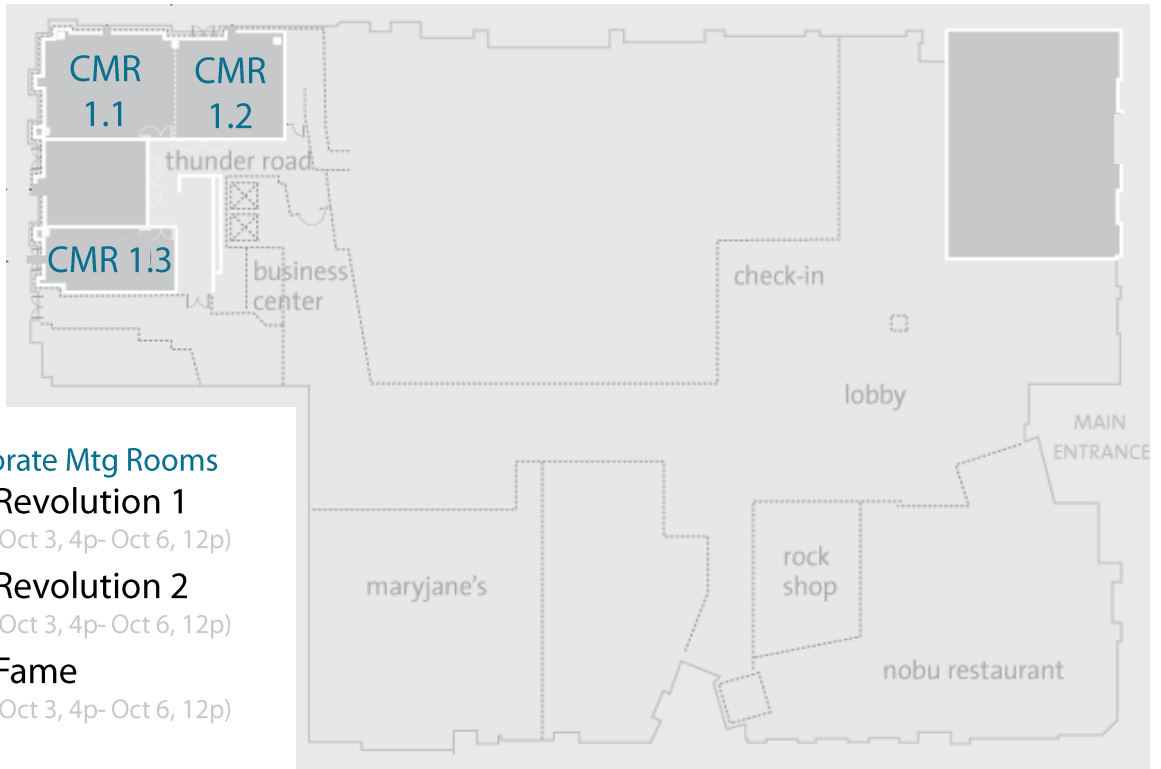 CMR
1.1
CMR
1.2
thunder road
CMR 1.3
business
center
check-in
lobby
MAIN
ENTRANCE
orate Mtg Rooms
Revolution 1
Oct 3, 4p- Oct 6, 12p)
Revolution 2
Oct 3, 4p- Oct 6, 12p)
Fame
Oct 3, 4p- Oct 6, 12p)
maryjane's
rock
shop
nobu restaurant